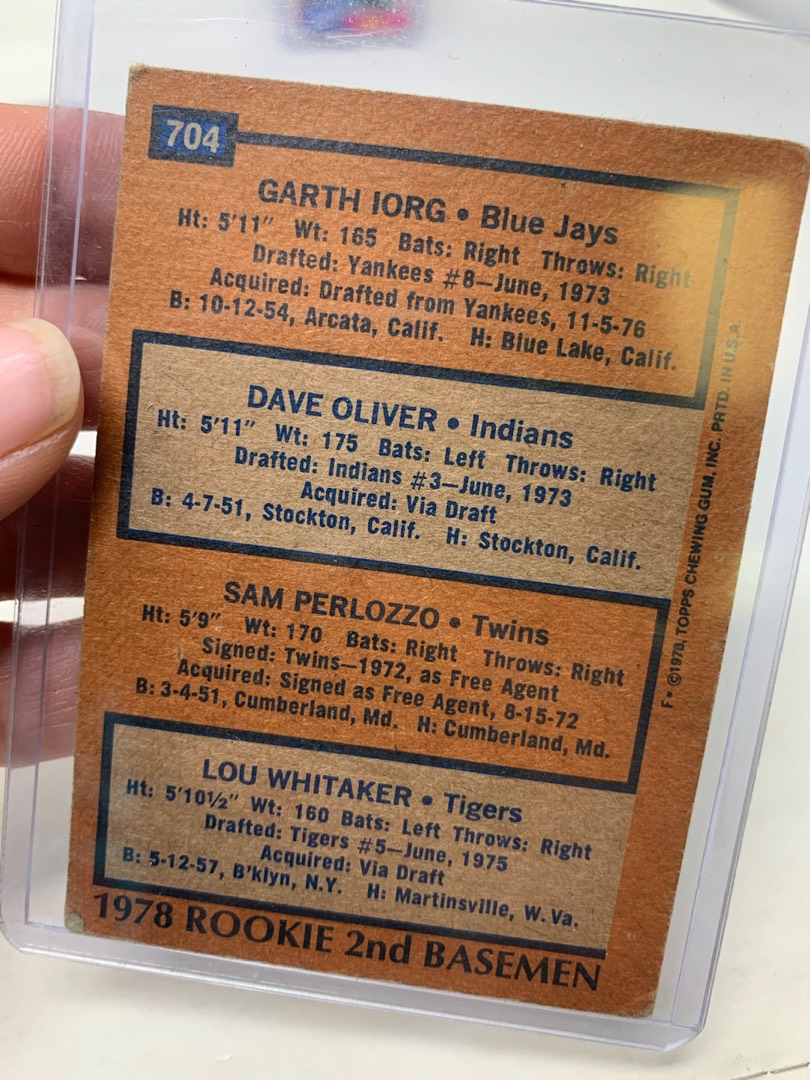 704
GARTH IORG • Blue Jays
Ht: 5'11" Wt: 165 Bats: Right Throws: Right
Drafted: Yankees #8—June, 1973
Acquired: Drafted from Yankees, 11-5-76
B: 10-12-54, Arcata, Calif. H: Blue Lake, Calif.
DAVE OLIVER • Indians
Ht: 5'11" Wt: 175 Bats: Left Throws: Right
Drafted: Indians #3—June, 1973
Acquired: Via Draft
B: 4-7-51, Stockton, Calif. H: Stockton, Calif.
SAM PERLOZZO • Twins
Ht: 5'9" Wt: 170 Bats: Right Throws: Right
Signed: Twins—1972, as Free Agent
Acquired: Signed as Free Agent, 8-15-72
B: 3-4-51, Cumberland, Md. H: Cumberland, Md.
LOU WHITAKER • Tigers
Ht: 5'10½" Wt: 160 Bats: Left Throws: Right
Drafted: Tigers #5—June, 1975
Acquired: Via Draft
B: 5-12-57, B'klyn, N.Y. H: Martinsville, W. Va.
1978 ROOKIE 2nd BASEMEN
F* ©1978, TOPPS CHEWING GUM, INC. PRTD. IN U.S.A.